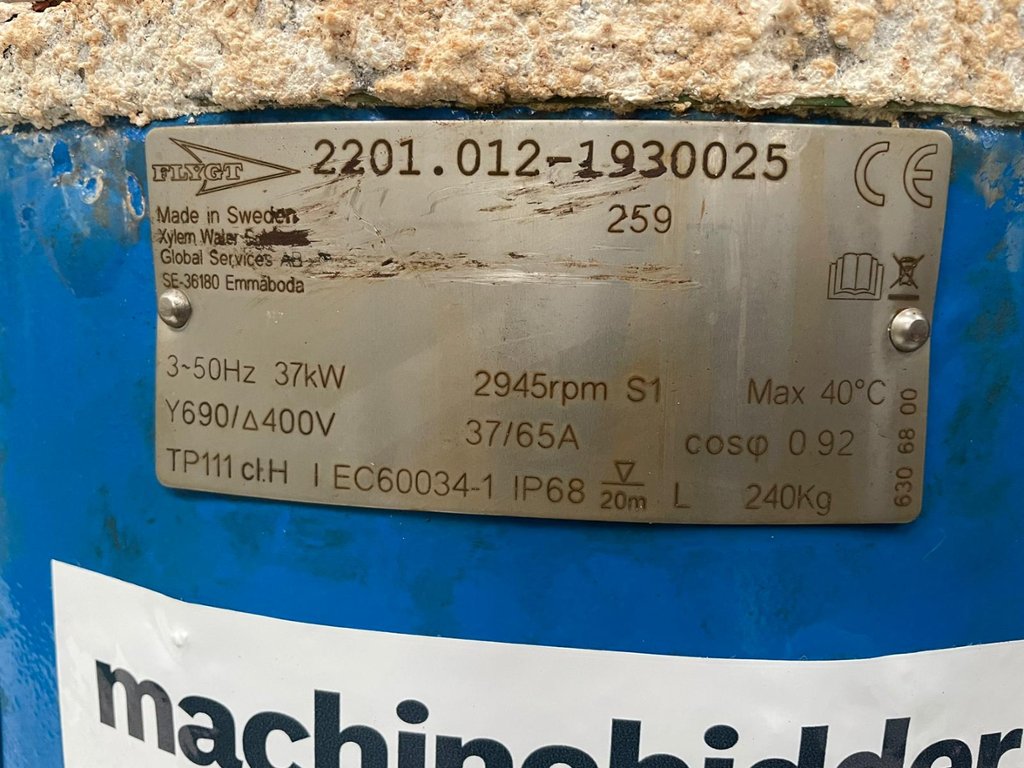 FLYGT 2201.012-1930025 CE
259
Made in Sweden
Xylem Water
Global Services AB
SE-36180 Emmaboda
3~50Hz 37kW 2945rpm S1 Max 40°C
Y690/Δ400V 37/65A cosφ 0 92
TP111 cl.H IEC60034-1 IP68 20m L 240Kg
630 68 00
machinebidder